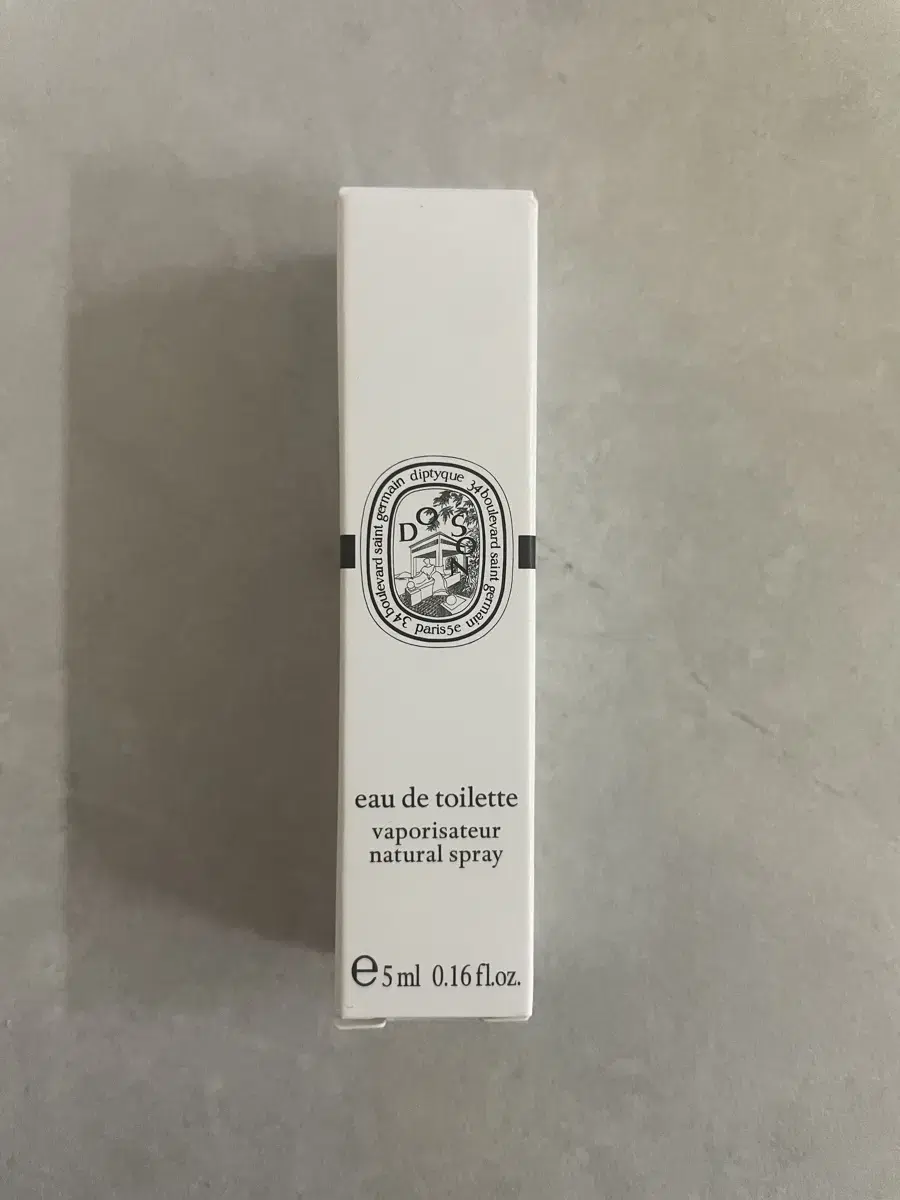 diptyque 34 boulevard saint germain paris5e 34 boulevard saint germain
DO SON
eau de toilette
vaporisateur
natural spray
e 5 ml 0.16 fl.oz.